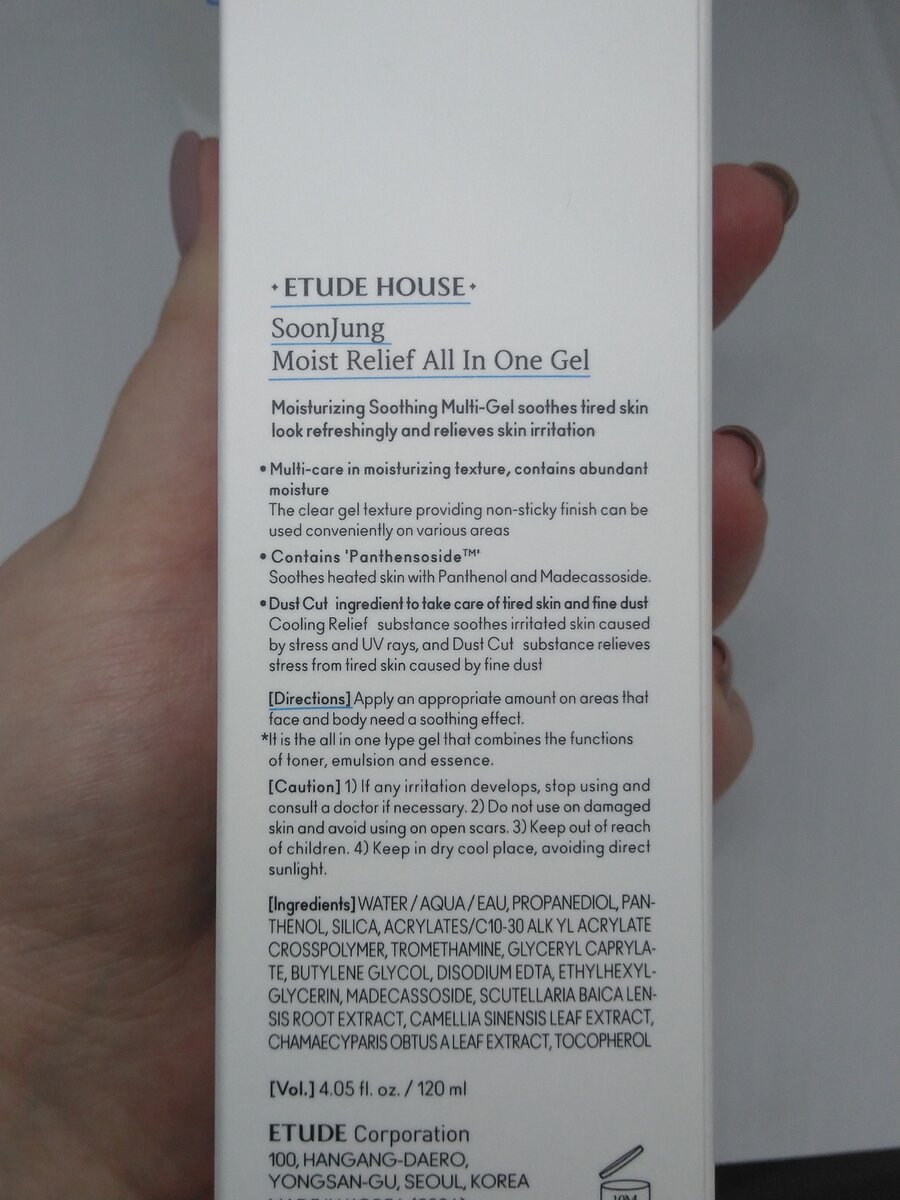 ETUDE HOUSE
SoonJung
Moist Relief All In One Gel
Moisturizing Soothing Multi-Gel soothes tired skin
look refreshingly and relieves skin irritation
• Multi-care in moisturizing texture, contains abundant
moisture
The clear gel texture providing non-sticky finish can be
used conveniently on various areas
• Contains 'Panthensoside™'
Soothes heated skin with Panthenol and Madecassoside.
• Dust Cut ingredient to take care of tired skin and fine dust
Cooling Relief substance soothes irritated skin caused
by stress and UV rays, and Dust Cut substance relieves
stress from tired skin caused by fine dust
[Directions] Apply an appropriate amount on areas that
face and body need a soothing effect.
*It is the all in one type gel that combines the functions
of toner, emulsion and essence.
[Caution] 1) If any irritation develops, stop using and
consult a doctor if necessary. 2) Do not use on damaged
skin and avoid using on open scars. 3) Keep out of reach
of children. 4) Keep in dry cool place, avoiding direct
sunlight.
[Ingredients] WATER / AQUA / EAU, PROPANEDIOL, PAN-
THENOL, SILICA, ACRYLATES/C10-30 ALK YL ACRYLATE
CROSSPOLYMER, TROMETHAMINE, GLYCERYL CAPRYLA-
TE, BUTYLENE GLYCOL, DISODIUM EDTA, ETHYLHEXYL-
GLYCERIN, MADECASSOSIDE, SCUTELLARIA BAICA LEN-
SIS ROOT EXTRACT, CAMELLIA SINENSIS LEAF EXTRACT,
CHAMAECYPARIS OBTUS A LEAF EXTRACT, TOCOPHEROL
[Vol.] 4.05 fl. oz. / 120 ml
ETUDE Corporation
100, HANGANG-DAERO,
YONGSAN-GU, SEOUL, KOREA